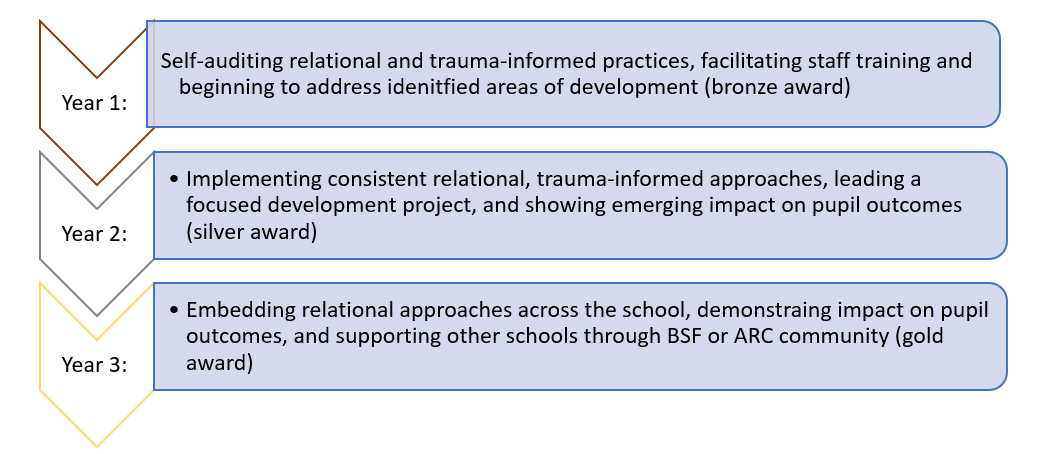 Year 1:
Self-auditing relational and trauma-informed practices, facilitating staff training and
beginning to address idenitfied areas of development (bronze award)
Year 2:
• Implementing consistent relational, trauma-informed approaches, leading a
focused development project, and showing emerging impact on pupil outcomes
(silver award)
Year 3:
• Embedding relational approaches across the school, demonstraing impact on pupil
outcomes, and supporting other schools through BSF or ARC community (gold
award)